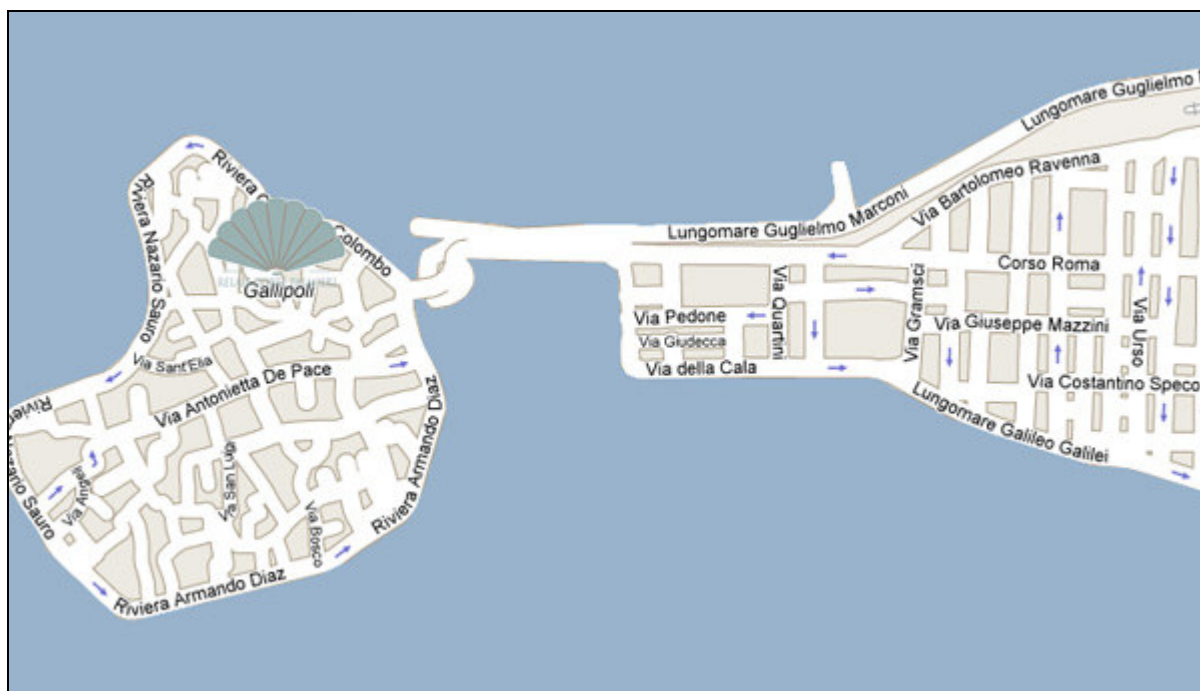 Lungomare Guglielmo
Via Bartolomeo Ravenna
Lungomare Guglielmo Marconi
Riviera
Colombo
Riviera Nazario Sauro
Gallipoli
Corso Roma
Via Quartini
Via Gramsci
Via Pedone
Via Giuseppe Mazzini
Via Urso
Via Giudecca
Via Sant'Elia
Via della Cala
Via Antonietta De Pace
Via Costantino Speco
Riviera Armando Diaz
Lungomare Galileo Galilei
Via San Luigi
Via Angeli
Sauro
Via Bosco
Riviera Armando Diaz